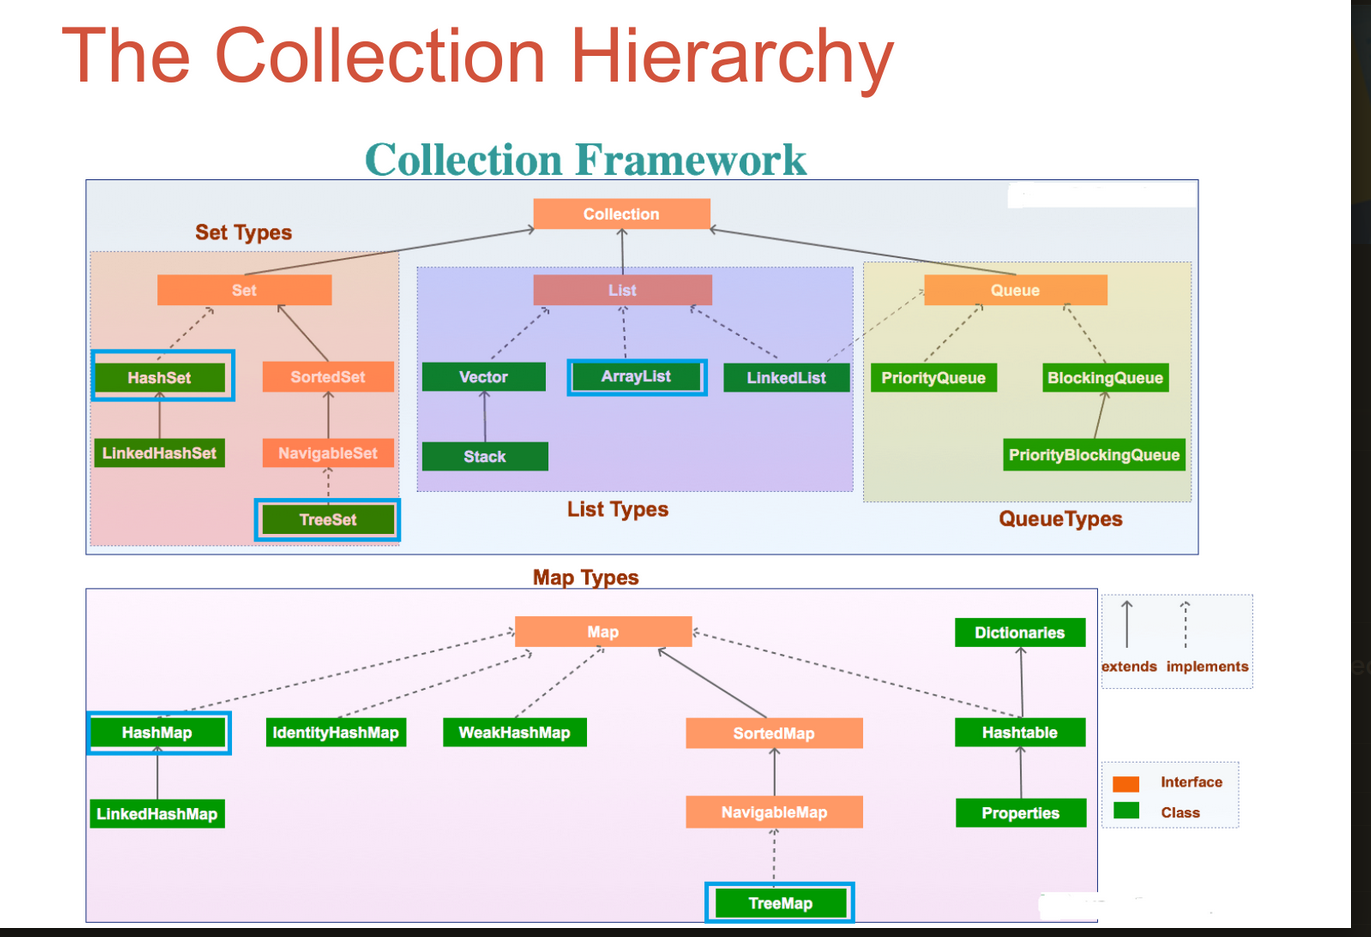 The Collection Hierarchy
Collection Framework
Collection
Set Types
Set
List
Queue
HashSet
SortedSet
Vector
ArrayList
LinkedList
PriorityQueue
BlockingQueue
LinkedHashSet
NavigableSet
Stack
PriorityBlockingQueue
TreeSet
List Types
QueueTypes
Map Types
Map
Dictionaries
extends implements
HashMap
IdentityHashMap
WeakHashMap
SortedMap
Hashtable
Interface
Class
LinkedHashMap
NavigableMap
Properties
TreeMap